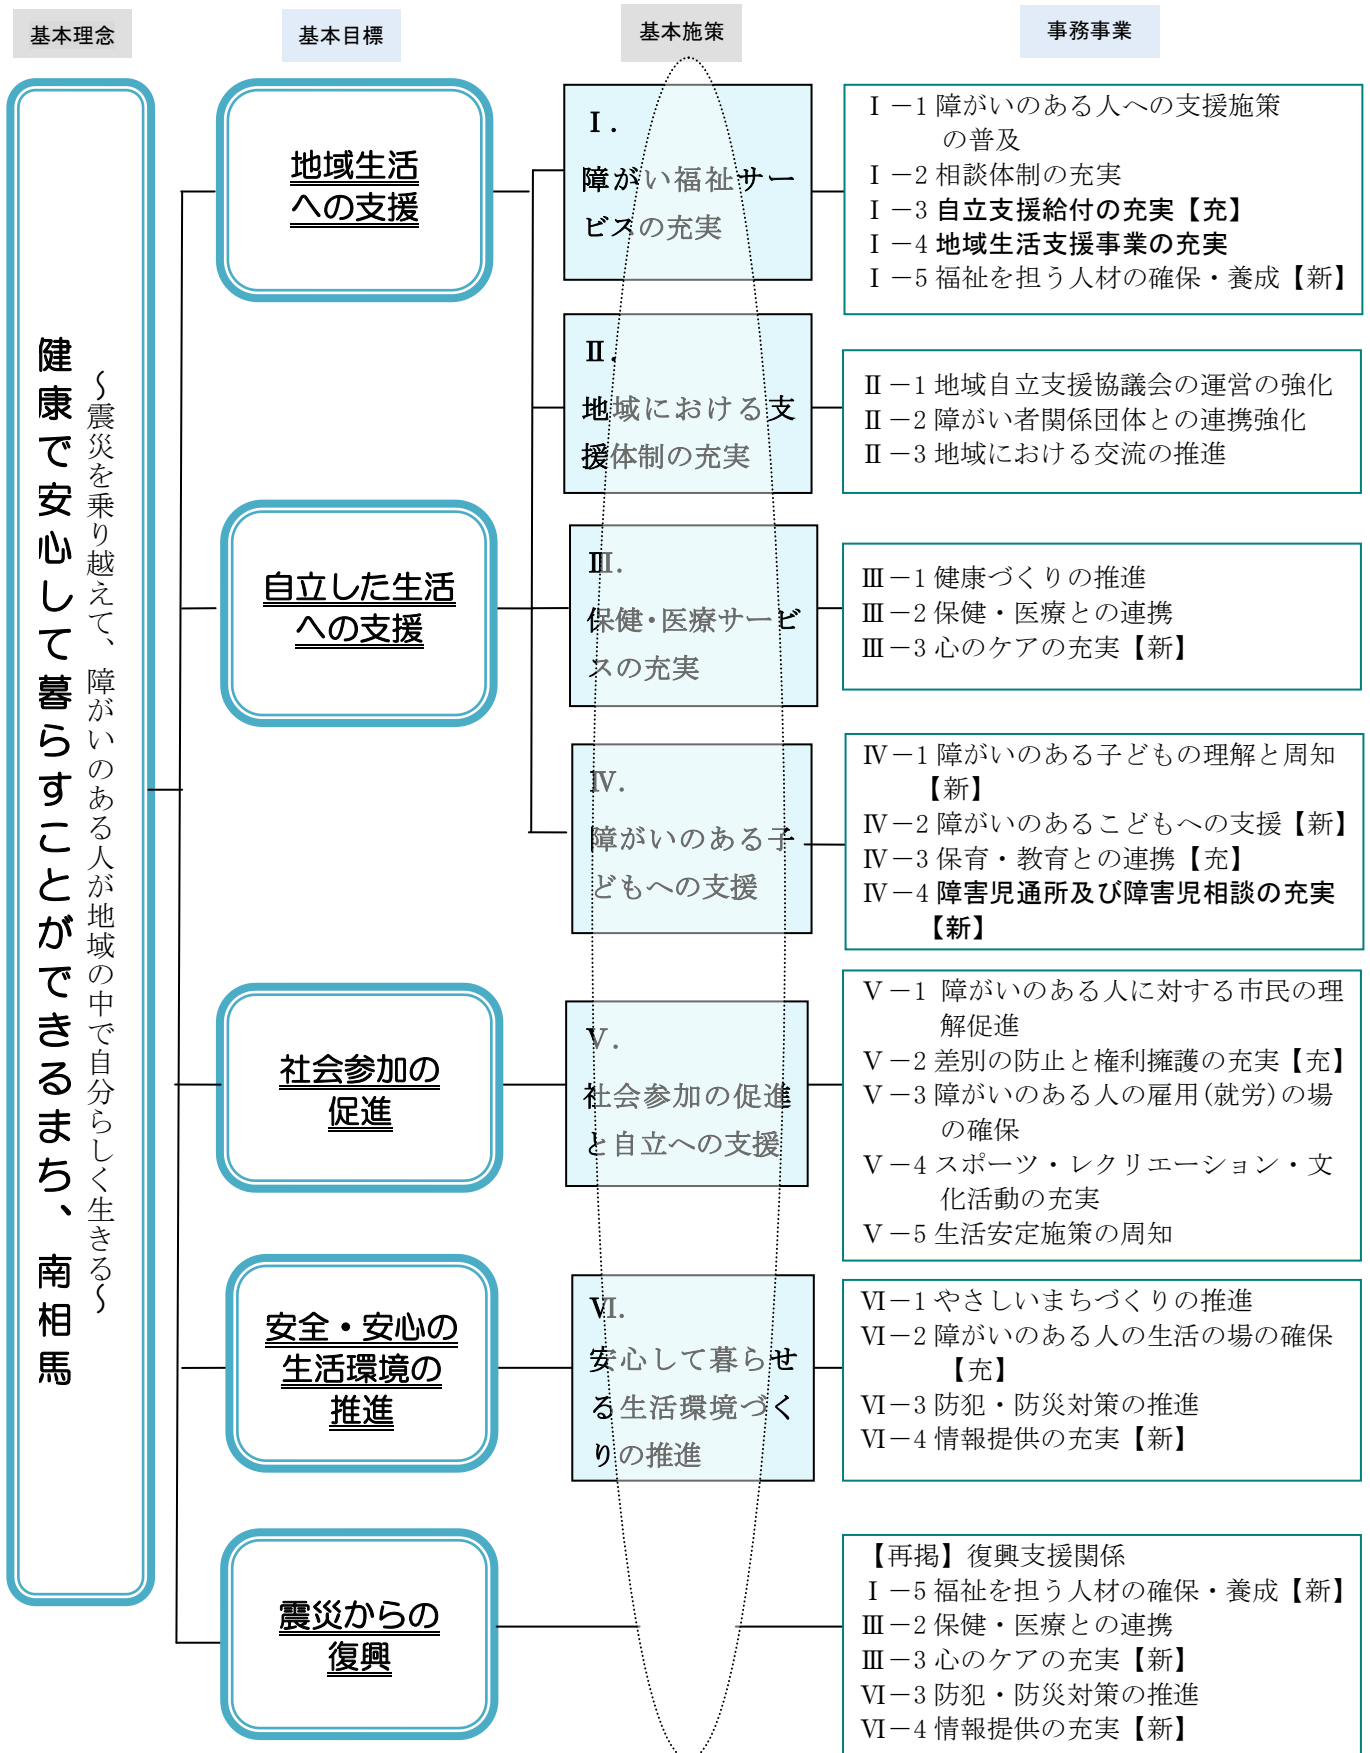 基本理念
基本目標
基本施策
事務事業
健康で安心して暮らすことができるまち、南相馬
～震災を乗り越えて、障がいのある人が地域の中で自分らしく生きる～
地域生活
への支援
自立した生活
への支援
社会参加の
促進
安全・安心の
生活環境の
推進
震災からの
復興
Ⅰ．
障がい福祉サー
ビスの充実
Ⅱ．
地域における支
援体制の充実
Ⅲ．
保健・医療サービ
スの充実
Ⅳ．
障がいのある子
どもへの支援
Ⅴ．
社会参加の促進
と自立への支援
Ⅵ．
安心して暮らせ
る生活環境づく
りの推進
Ⅰ－1 障がいのある人への支援施策
の普及
Ⅰ－2 相談体制の充実
Ⅰ－3 自立支援給付の充実【充】
Ⅰ－4 地域生活支援事業の充実
Ⅰ－5 福祉を担う人材の確保・養成【新】
Ⅱ－1 地域自立支援協議会の運営の強化
Ⅱ－2 障がい者関係団体との連携強化
Ⅱ－3 地域における交流の推進
Ⅲ－1 健康づくりの推進
Ⅲ－2 保健・医療との連携
Ⅲ－3 心のケアの充実【新】
Ⅳ－1 障がいのある子どもの理解と周知
【新】
Ⅳ－2 障がいのあるこどもへの支援【新】
Ⅳ－3 保育・教育との連携【充】
Ⅳ－4 障害児通所及び障害児相談の充実
【新】
Ⅴ－1 障がいのある人に対する市民の理
解促進
Ⅴ－2 差別の防止と権利擁護の充実【充】
Ⅴ－3 障がいのある人の雇用(就労)の場
の確保
Ⅴ－4 スポーツ・レクリエーション・文
化活動の充実
Ⅴ－5 生活安定施策の周知
Ⅵ－1 やさしいまちづくりの推進
Ⅵ－2 障がいのある人の生活の場の確保
【充】
Ⅵ－3 防犯・防災対策の推進
Ⅵ－4 情報提供の充実【新】
【再掲】復興支援関係
Ⅰ－5 福祉を担う人材の確保・養成【新】
Ⅲ－2 保健・医療との連携
Ⅲ－3 心のケアの充実【新】
Ⅵ－3 防犯・防災対策の推進
Ⅵ－4 情報提供の充実【新】